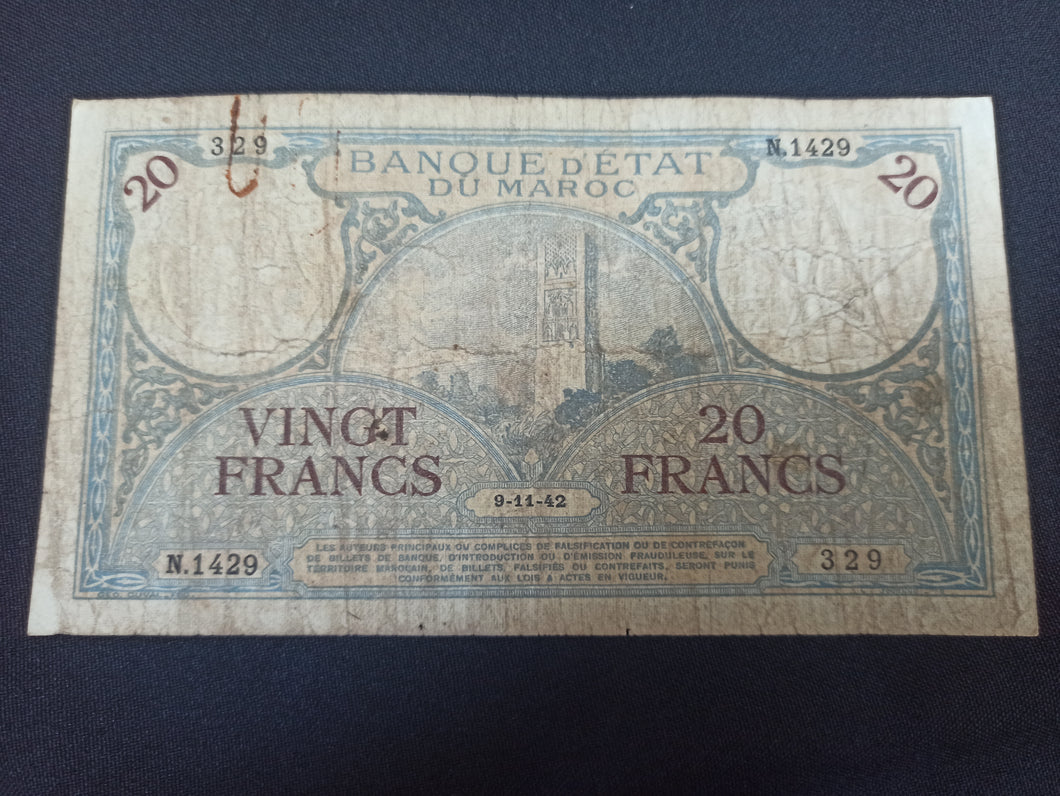 20
329
BANQUE D'ÉTAT
DU MAROC
N.1429
20
VINGT
FRANCS
20
FRANCS
9-11-42
N.1429
LES AUTEURS PRINCIPAUX OU COMPLICES DE FALSIFICATION OU DE CONTREFAÇON
DE BILLETS DE BANQUE, D'INTRODUCTION OU D'ÉMISSION FRAUDULEUSE, SUR LE
TERRITOIRE MAROCAIN, DE BILLETS, FALSIFIÉS OU CONTREFAITS, SERONT PUNIS
CONFORMÉMENT AUX LOIS & ACTES EN VIGUEUR.
329